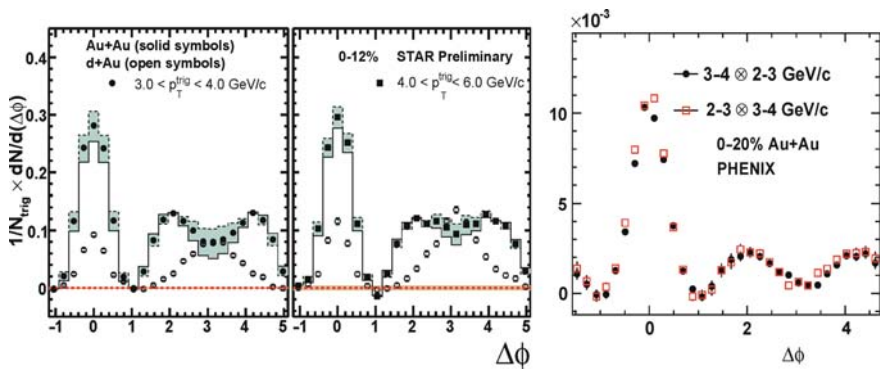 Au+Au (solid symbols)
d+Au (open symbols)
3.0 < p_T^trig < 4.0 GeV/c
1/N_trig × dN/d(Δϕ)
0.4
0.3
0.2
0.1
0
-1 0 1 2 3 4 5
0-12% STAR Preliminary
4.0 < p_T^trig < 6.0 GeV/c
-1 0 1 2 3 4 5
Δϕ
×10⁻³
3-4 ⊗ 2-3 GeV/c
2-3 ⊗ 3-4 GeV/c
0-20% Au+Au
PHENIX
10
5
0
0 2 4
Δϕ